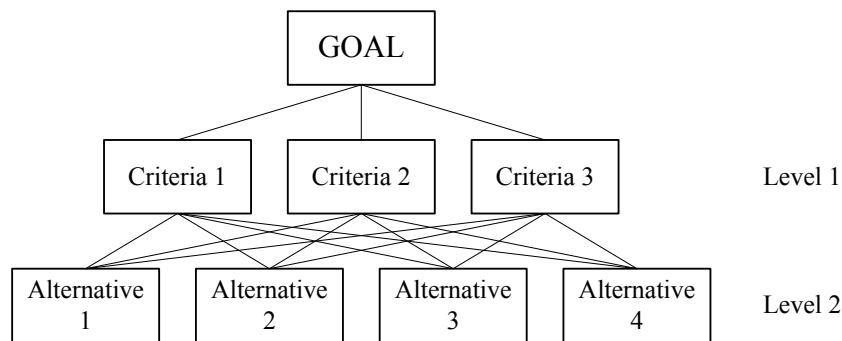 GOAL
Criteria 1
Criteria 2
Criteria 3
Level 1
Alternative
1
Alternative
2
Alternative
3
Alternative
4
Level 2